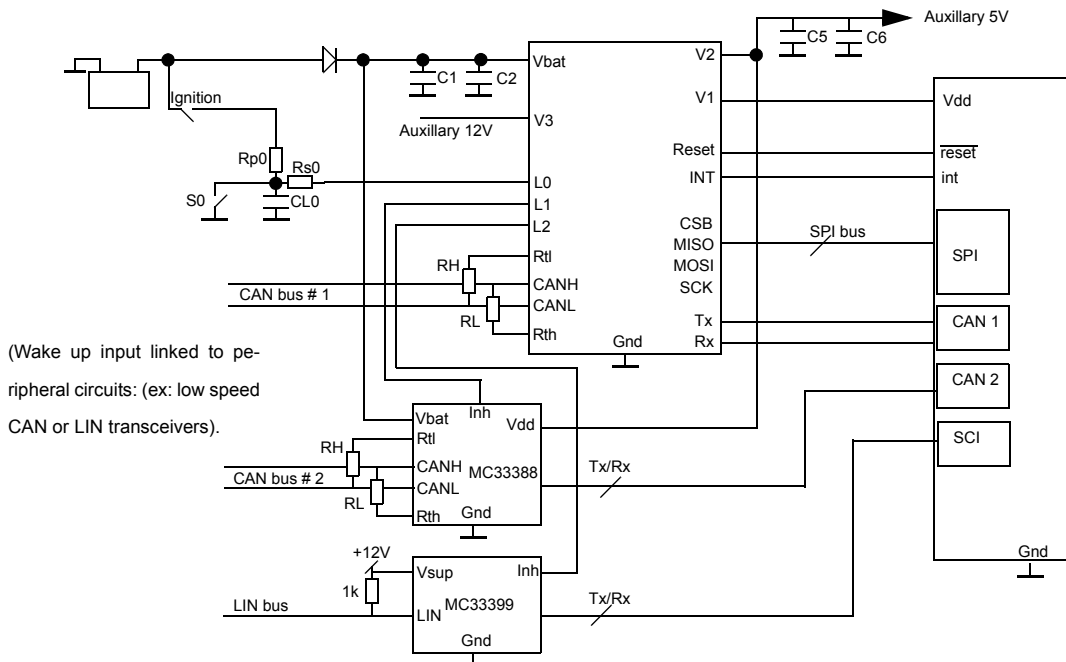 Auxillary 5V
C5
C6
V2
Vbat
C1
C2
Ignition
Vdd
V1
V3
Auxillary 12V
Rp0
Rs0
Reset
reset
INT
int
L0
S0
CL0
L1
L2
CSB
MISO
MOSI
SCK
SPI bus
SPI
Rtl
RH
CANH
CAN bus # 1
CANL
RL
Rth
Tx
Rx
CAN 1
Gnd
(Wake up input linked to pe-
ripheral circuits: (ex: low speed
CAN or LIN transceivers).
CAN 2
Inh
Vbat
Vdd
Rtl
RH
CANH
MC33388
CAN bus # 2
CANL
RL
Rth
Gnd
Tx/Rx
SCI
+12V
Vsup
Inh
1k
LIN bus
LIN
MC33399
Gnd
Tx/Rx
Gnd